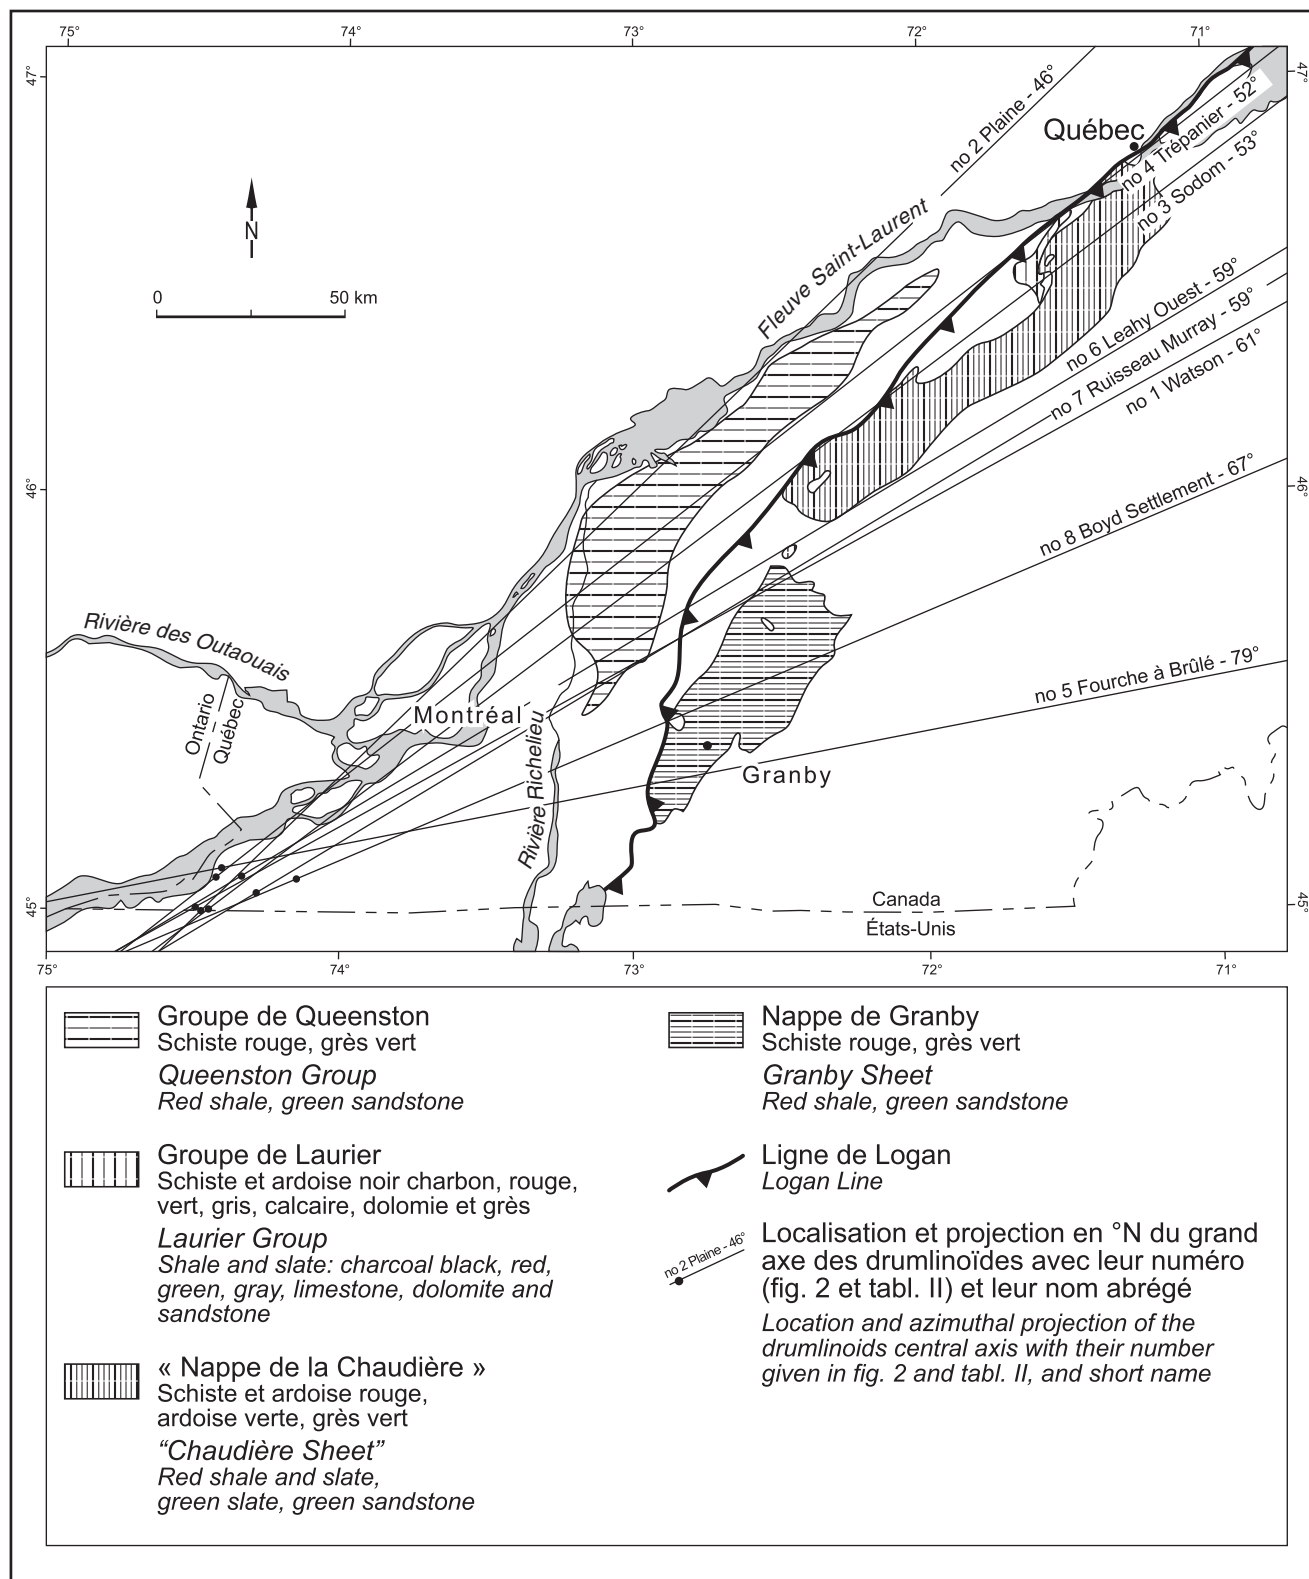 75°
74°
73°
72°
71°
47°
47°
no 2 Plaine - 46°
Québec
no 4 Trépanier - 52°
no 3 Sodom - 53°
N
0
50 km
Fleuve Saint-Laurent
no 6 Leahy Ouest - 59°
no 7 Ruisseau Murray - 59°
no 1 Watson - 61°
46°
46°
no 8 Boyd Settlement - 67°
Rivière des Outaouais
no 5 Fourche à Brûlé - 79°
Ontario
Québec
Montréal
Rivière Richelieu
Granby
45°
45°
Canada
États-Unis
75°
74°
73°
72°
71°
Groupe de Queenston
Schiste rouge, grès vert
Queenston Group
Red shale, green sandstone
Groupe de Laurier
Schiste et ardoise noir charbon, rouge,
vert, gris, calcaire, dolomie et grès
Laurier Group
Shale and slate: charcoal black, red,
green, gray, limestone, dolomite and
sandstone
« Nappe de la Chaudière »
Schiste et ardoise rouge,
ardoise verte, grès vert
“Chaudière Sheet”
Red shale and slate,
green slate, green sandstone
Nappe de Granby
Schiste rouge, grès vert
Granby Sheet
Red shale, green sandstone
Ligne de Logan
Logan Line
no 2 Plaine - 46°
Localisation et projection en °N du grand
axe des drumlinoïdes avec leur numéro
(fig. 2 et tabl. II) et leur nom abrégé
Location and azimuthal projection of the
drumlinoids central axis with their number
given in fig. 2 and tabl. II, and short name